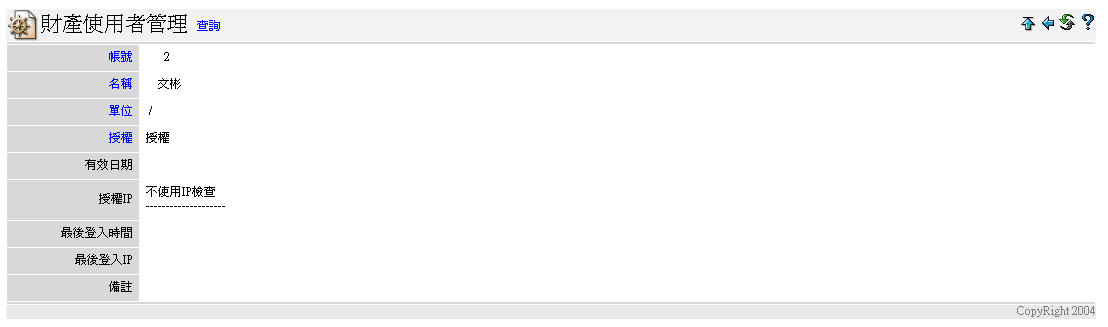 財產使用者管理 查詢
帳號 2
名稱 文彬
單位 /
授權 授權
有效日期
授權IP 不使用IP檢查
--------------------
最後登入時間
最後登入IP
備註
CopyRight 2004